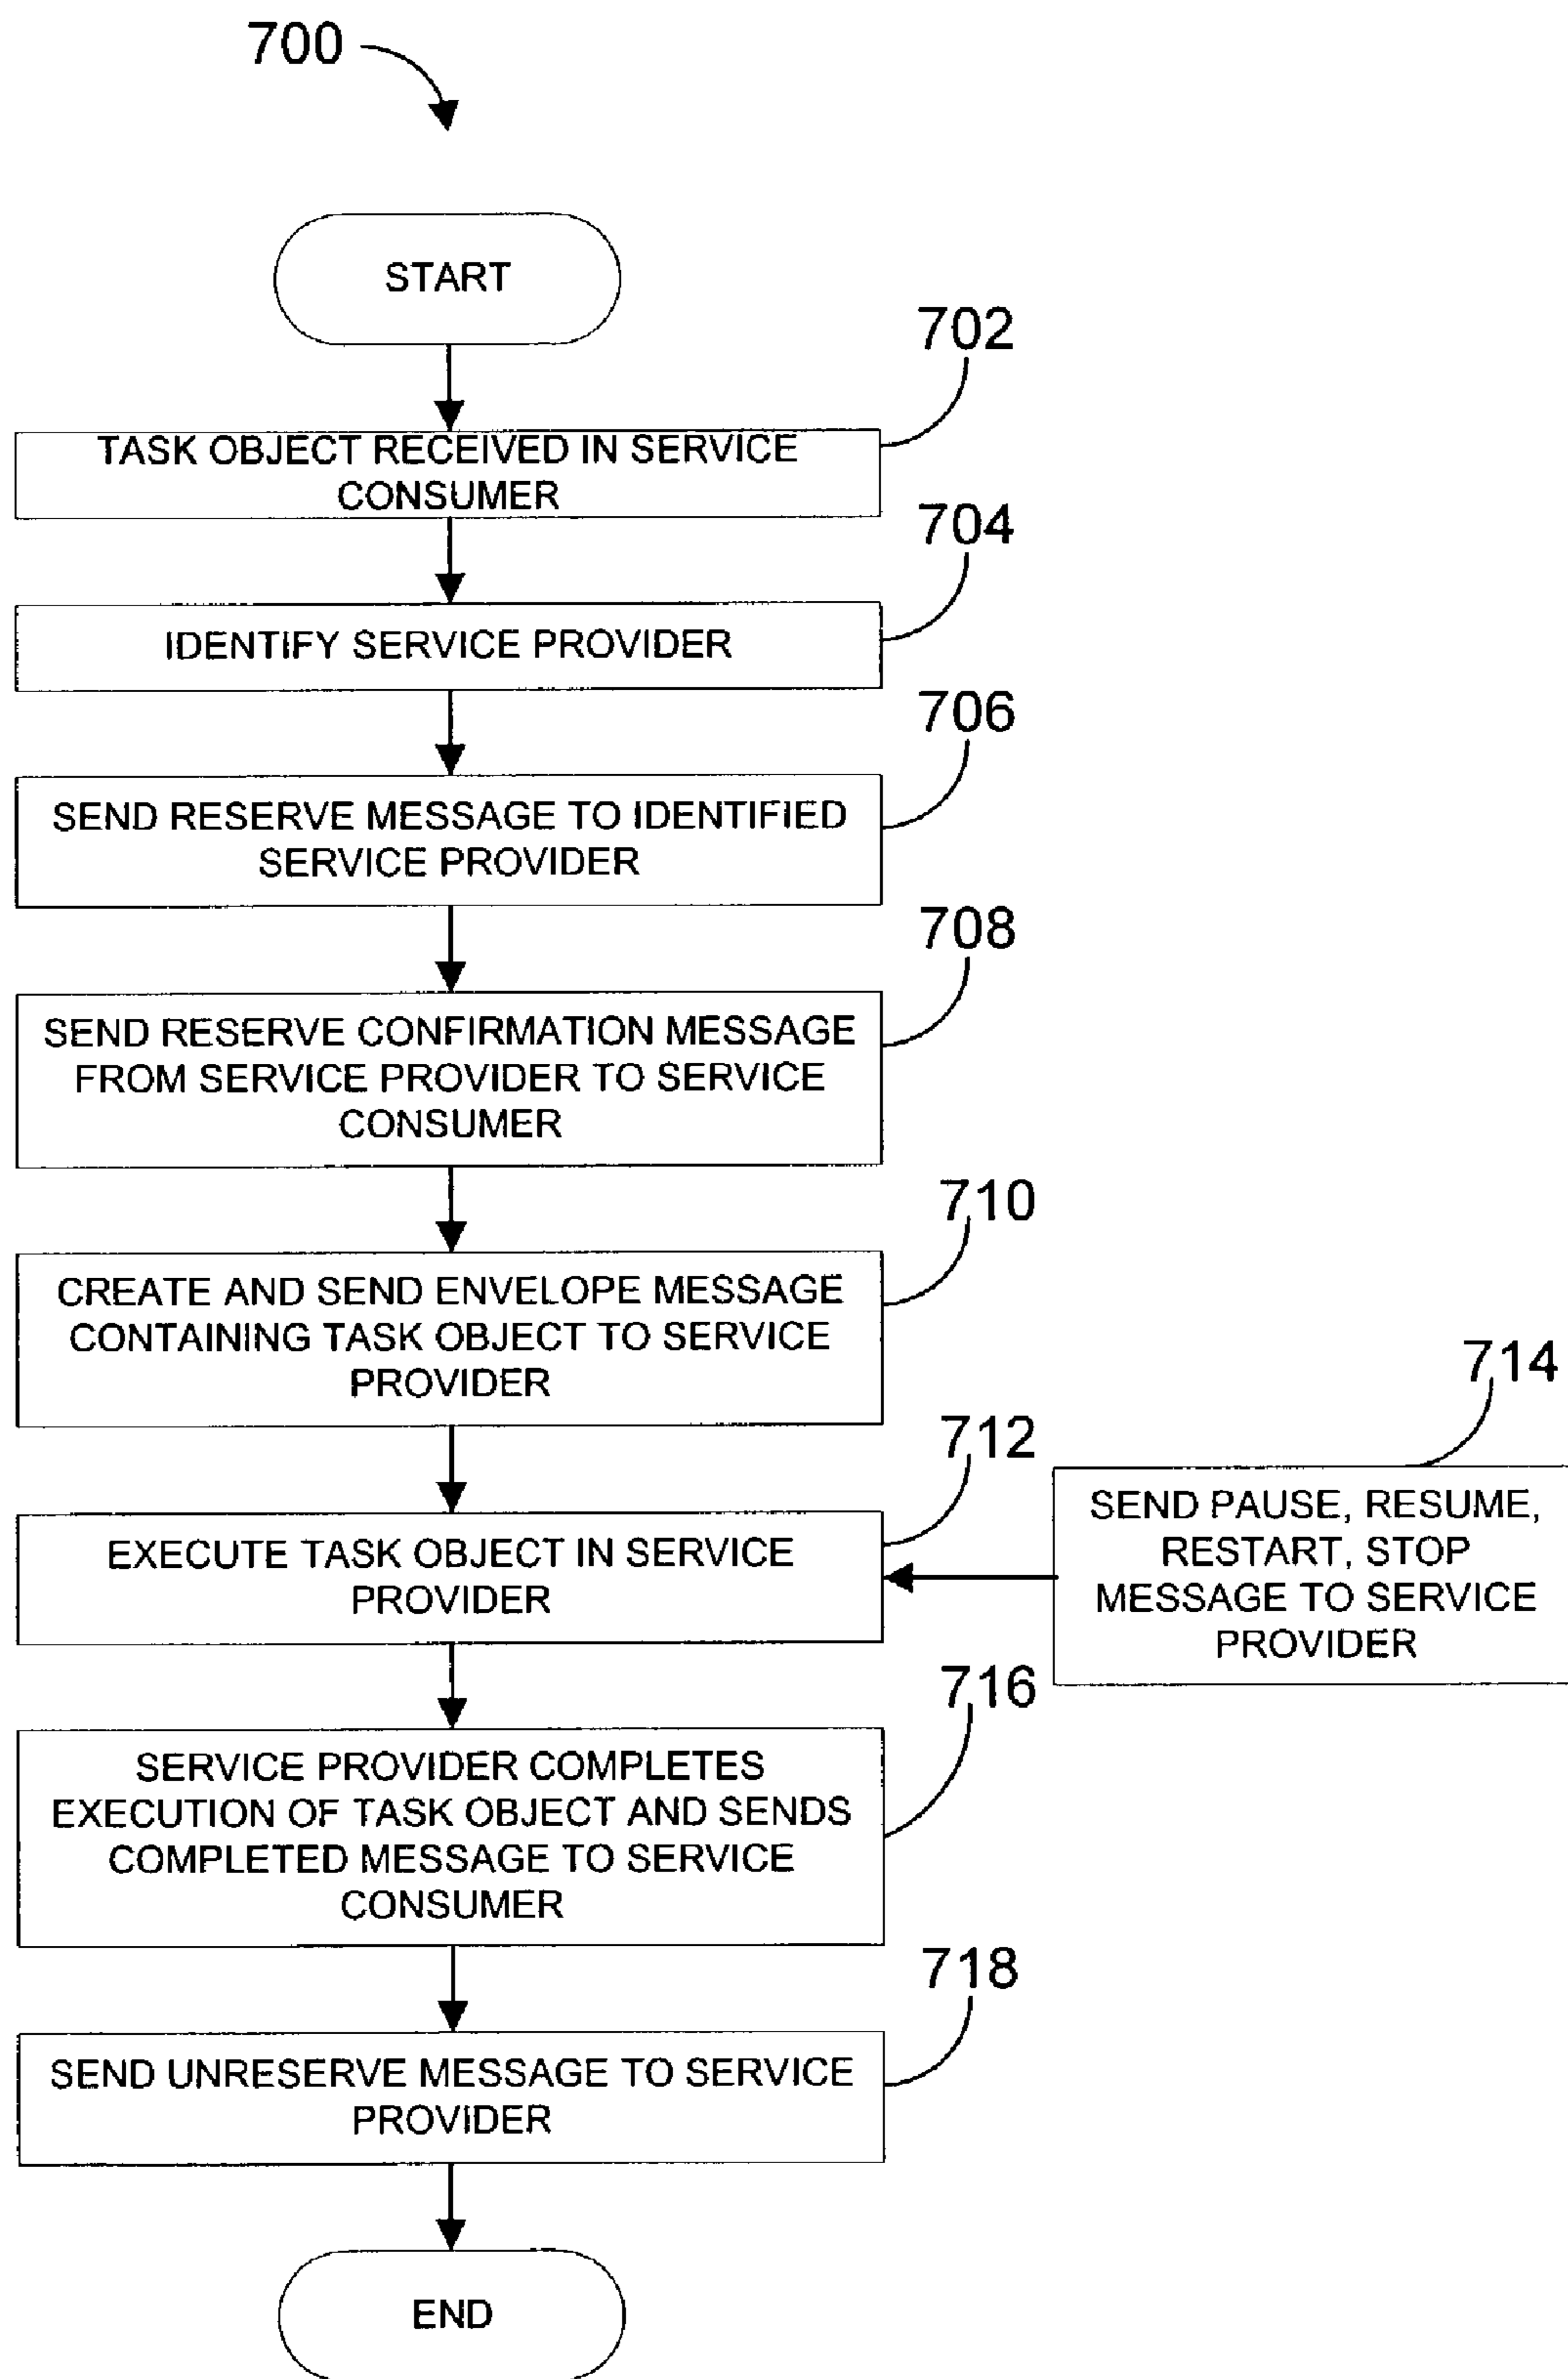 700
START
702
TASK OBJECT RECEIVED IN SERVICE
CONSUMER
704
IDENTIFY SERVICE PROVIDER
706
SEND RESERVE MESSAGE TO IDENTIFIED
SERVICE PROVIDER
708
SEND RESERVE CONFIRMATION MESSAGE
FROM SERVICE PROVIDER TO SERVICE
CONSUMER
710
CREATE AND SEND ENVELOPE MESSAGE
CONTAINING TASK OBJECT TO SERVICE
PROVIDER
712
EXECUTE TASK OBJECT IN SERVICE
PROVIDER
714
SEND PAUSE, RESUME,
RESTART, STOP
MESSAGE TO SERVICE
PROVIDER
716
SERVICE PROVIDER COMPLETES
EXECUTION OF TASK OBJECT AND SENDS
COMPLETED MESSAGE TO SERVICE
CONSUMER
718
SEND UNRESERVE MESSAGE TO SERVICE
PROVIDER
END